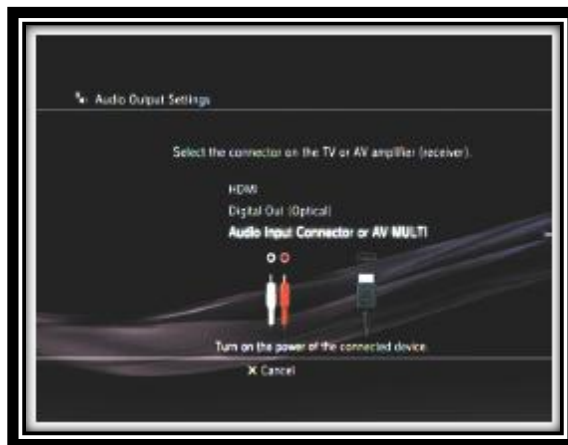 Audio Output Settings
Select the connector on the TV or AV amplifier (receiver).
HDMI
Digital Out (Optical)
Audio Input Connector or AV MULTI
Turn on the power of the connected device.
X Cancel